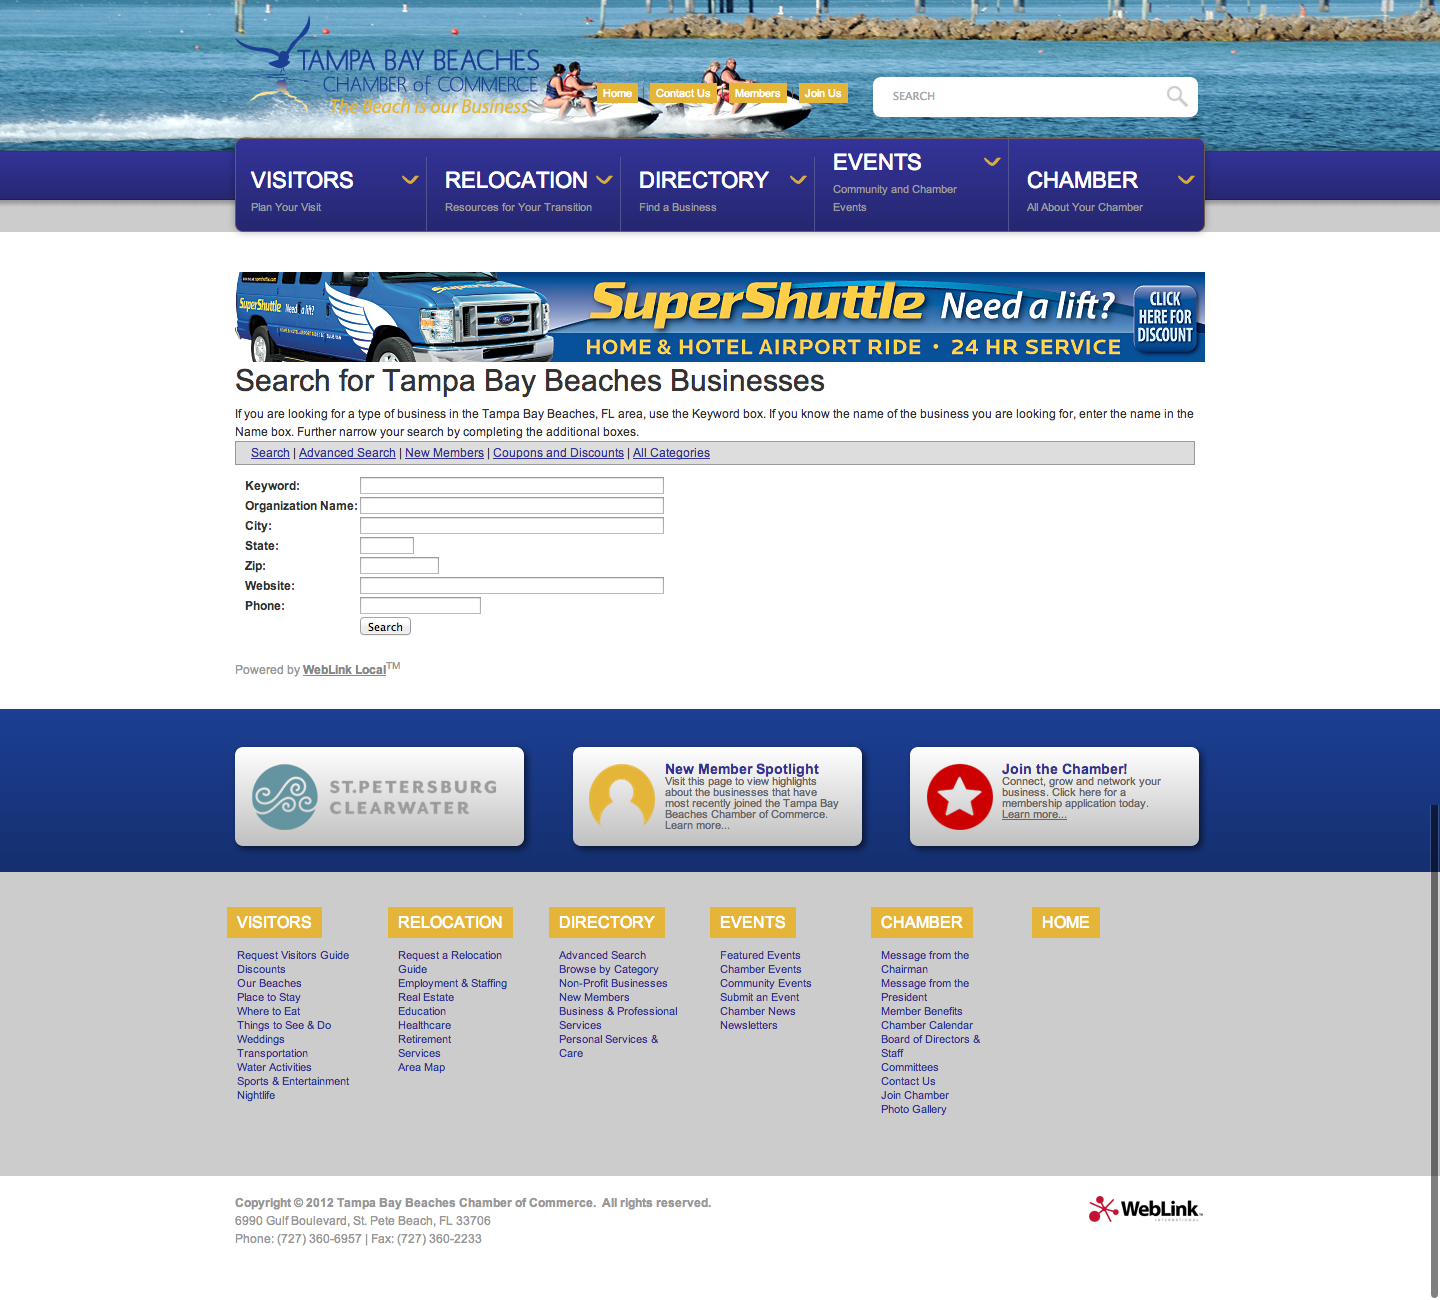 TAMPA BAY BEACHES
CHAMBER of COMMERCE
The Beach is our Business
Home
Contact Us
Members
Join Us
SEARCH
VISITORS
Plan Your Visit
RELOCATION
Resources for Your Transition
DIRECTORY
Find a Business
EVENTS
Community and Chamber
Events
CHAMBER
All About Your Chamber
SuperShuttle Need a lift?
SuperShuttle Need a lift?
HOME & HOTEL AIRPORT RIDE • 24 HR SERVICE
CLICK
HERE FOR
DISCOUNT
Search for Tampa Bay Beaches Businesses
If you are looking for a type of business in the Tampa Bay Beaches, FL area, use the Keyword box. If you know the name of the business you are looking for, enter the name in the
Name box. Further narrow your search by completing the additional boxes.
Search | Advanced Search | New Members | Coupons and Discounts | All Categories
Keyword:
Organization Name:
City:
State:
Zip:
Website:
Phone:
Search
Powered by WebLink Local™
ST.PETERSBURG
CLEARWATER
New Member Spotlight
Visit this page to view highlights
about the businesses that have
most recently joined the Tampa Bay
Beaches Chamber of Commerce.
Learn more...
Join the Chamber!
Connect, grow and network your
business. Click here for a
membership application today.
Learn more...
VISITORS
Request Visitors Guide
Discounts
Our Beaches
Place to Stay
Where to Eat
Things to See & Do
Weddings
Transportation
Water Activities
Sports & Entertainment
Nightlife
RELOCATION
Request a Relocation
Guide
Employment & Staffing
Real Estate
Education
Healthcare
Retirement
Services
Area Map
DIRECTORY
Advanced Search
Browse by Category
Non-Profit Businesses
New Members
Business & Professional
Services
Personal Services &
Care
EVENTS
Featured Events
Chamber Events
Community Events
Submit an Event
Chamber News
Newsletters
CHAMBER
Message from the
Chairman
Message from the
President
Member Benefits
Chamber Calendar
Board of Directors &
Staff
Committees
Contact Us
Join Chamber
Photo Gallery
HOME
Copyright © 2012 Tampa Bay Beaches Chamber of Commerce.  All rights reserved.
6990 Gulf Boulevard, St. Pete Beach, FL 33706
Phone: (727) 360-6957 | Fax: (727) 360-2233
WebLink
INTERNATIONAL